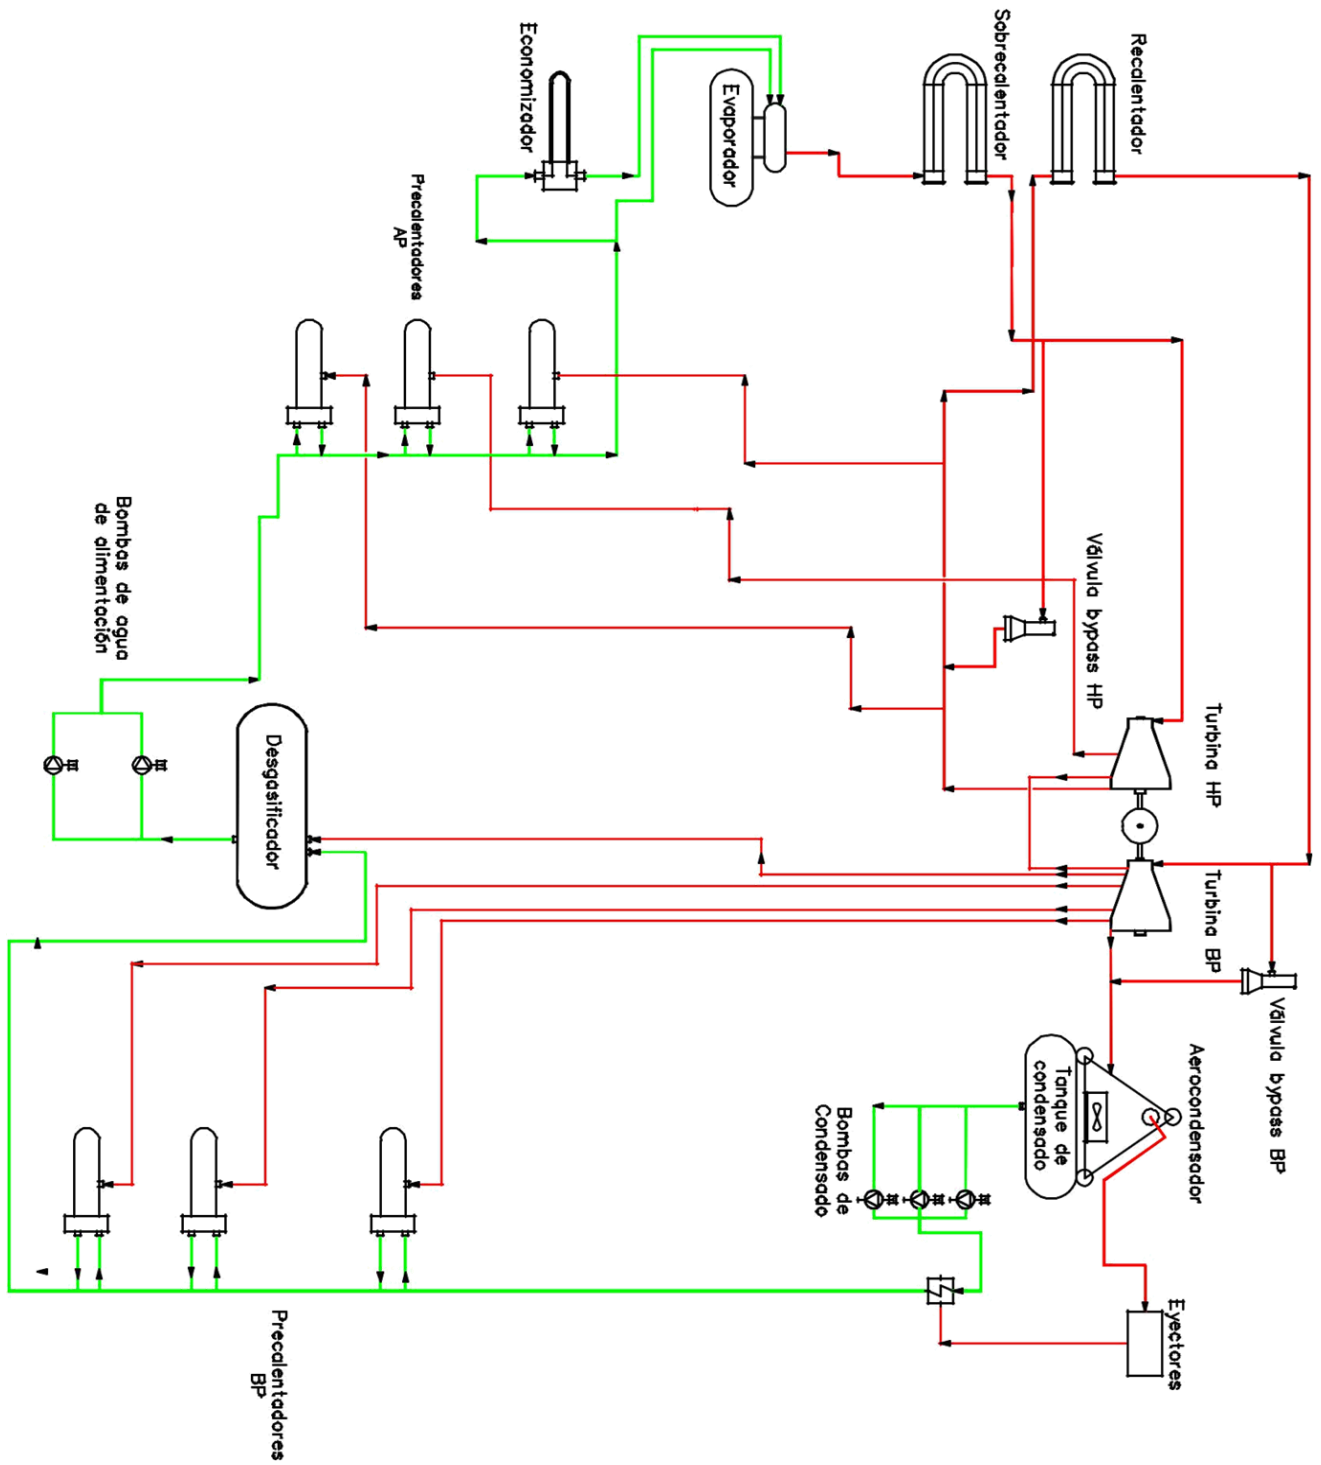 Válvula bypass BP
Turbina HP
Turbina BP
Aerocondensador
Eyectores
Recalentador
Válvula bypass HP
Tanque de
condensado
Sobrecalentador
Bombas de
Condensado
Evaporador
Economizador
Precalentadores
AP
Desgasificador
Precalentadores
BP
Bombas de agua
de alimentación